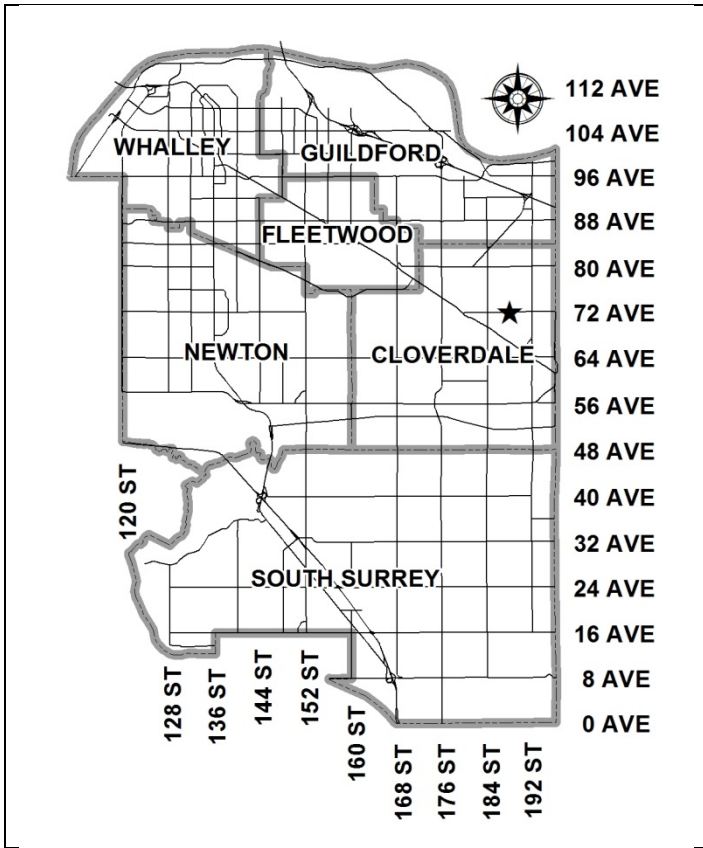 112 AVE
104 AVE
WHALLEY
GUILDFORD
96 AVE
88 AVE
FLEETWOOD
80 AVE
72 AVE
NEWTON
CLOVERDALE
64 AVE
56 AVE
48 AVE
120 ST
40 AVE
32 AVE
SOUTH SURREY
24 AVE
16 AVE
8 AVE
0 AVE
128 ST
136 ST
144 ST
152 ST
160 ST
168 ST
176 ST
184 ST
192 ST